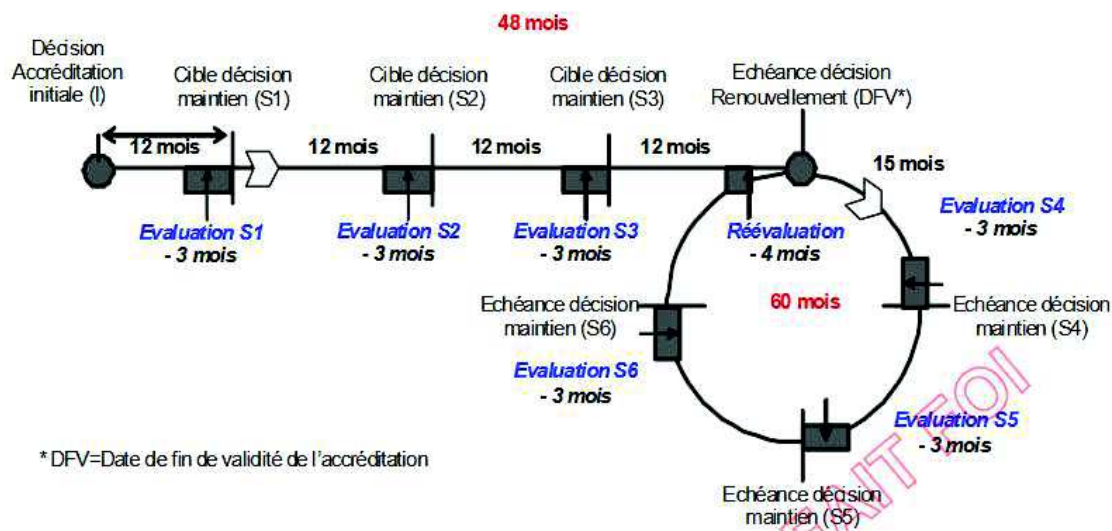 48 mois
Décision
Accréditation
initiale (I)
Cible décision
maintien (S1)
Cible décision
maintien (S2)
Cible décision
maintien (S3)
Echéance décision
Renouvellement (DFV*)
12 mois
12 mois
12 mois
12 mois
15 mois
Evaluation S1
- 3 mois
Evaluation S2
- 3 mois
Evaluation S3
- 3 mois
Réévaluation
- 4 mois
Evaluation S4
- 3 mois
60 mois
Echéance décision
maintien (S6)
Echéance décision
maintien (S4)
Evaluation S6
- 3 mois
Evaluation S5
- 3 mois
* DFV=Date de fin de validité de l'accréditation
Echéance décision
maintien (S5)
FAIT FOI